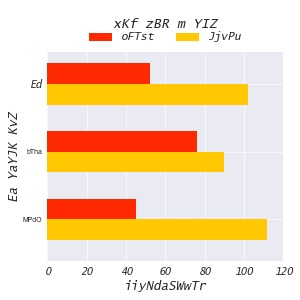 xKf zBR m YIZ
oFTst JjvPu
Ea YaYJK KvZ
Ed
bTha
MPdO
0 20 40 60 80 100 120
iiyNdaSWwTr